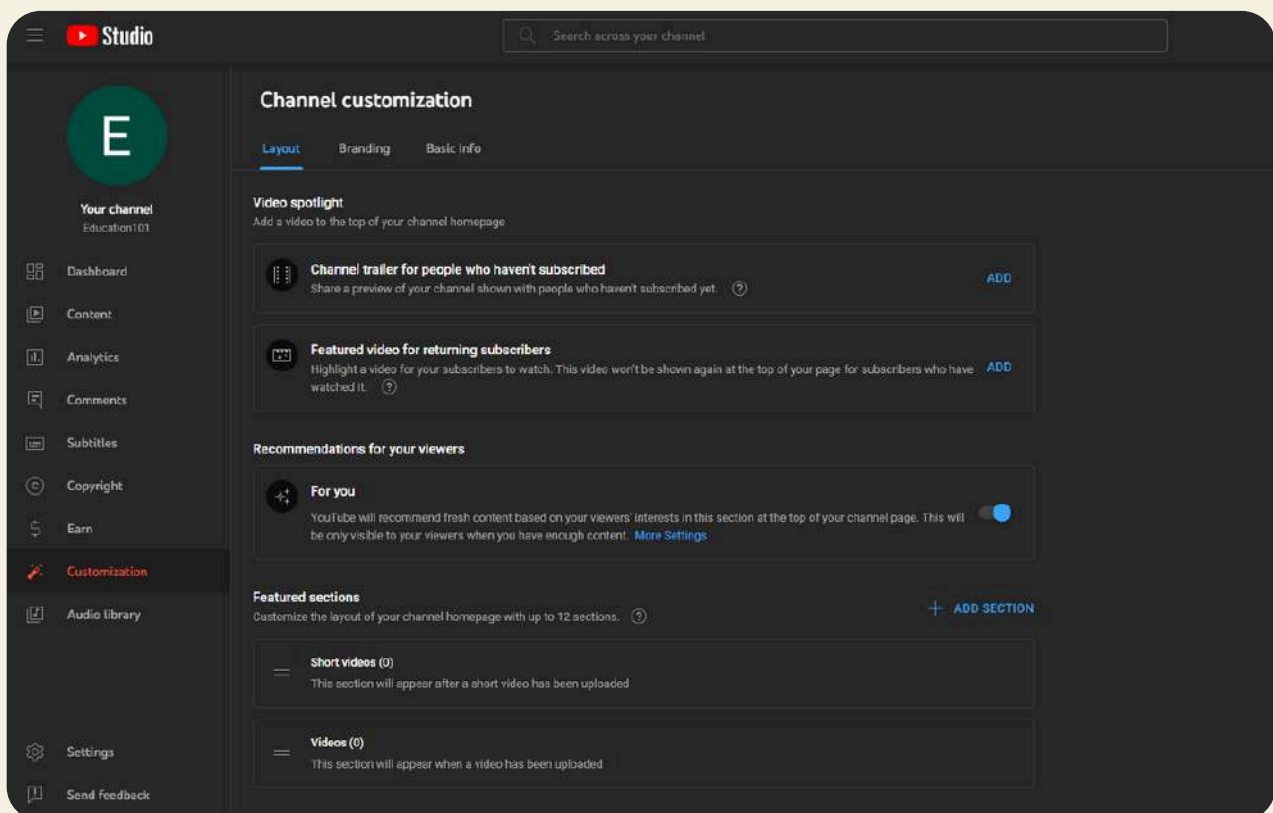 Studio
Search across your channel
E
Your channel
Education101
Dashboard
Content
Analytics
Comments
Subtitles
Copyright
Earn
Customization
Audio library
Settings
Send feedback
Channel customization
Layout Branding Basic info
Video spotlight
Add a video to the top of your channel homepage
Channel trailer for people who haven't subscribed
Share a preview of your channel shown with people who haven't subscribed yet. ?
ADD
Featured video for returning subscribers
Highlight a video for your subscribers to watch. This video won't be shown again at the top of your page for subscribers who have
watched it. ?
ADD
Recommendations for your viewers
For you
YouTube will recommend fresh content based on your viewers' interests in this section at the top of your channel page. This will
be only visible to your viewers when you have enough content. More Settings
Featured sections
Customize the layout of your channel homepage with up to 12 sections. ?
+ ADD SECTION
Short videos (0)
This section will appear after a short video has been uploaded
Videos (0)
This section will appear when a video has been uploaded